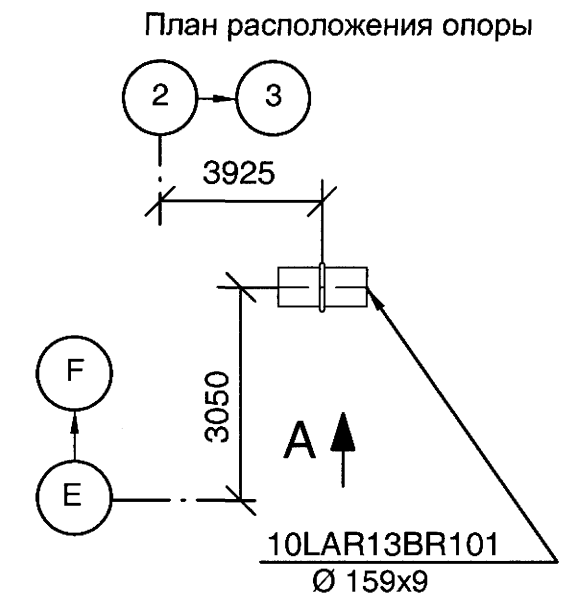 План расположения опоры
2
3
3925
F
3050
A
E
10LAR13BR101
Ø 159x9